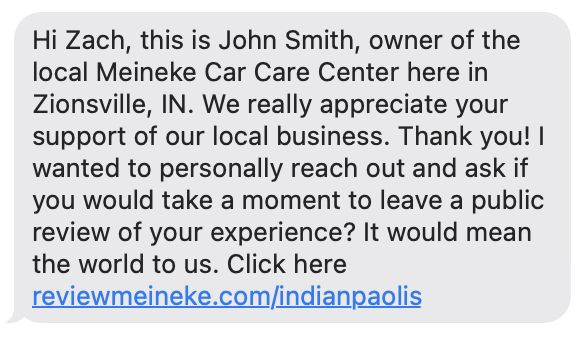 Hi Zach, this is John Smith, owner of the
local Meineke Car Care Center here in
Zionsville, IN. We really appreciate your
support of our local business. Thank you! I
wanted to personally reach out and ask if
you would take a moment to leave a public
review of your experience? It would mean
the world to us. Click here
reviewmeineke.com/indianpaolis